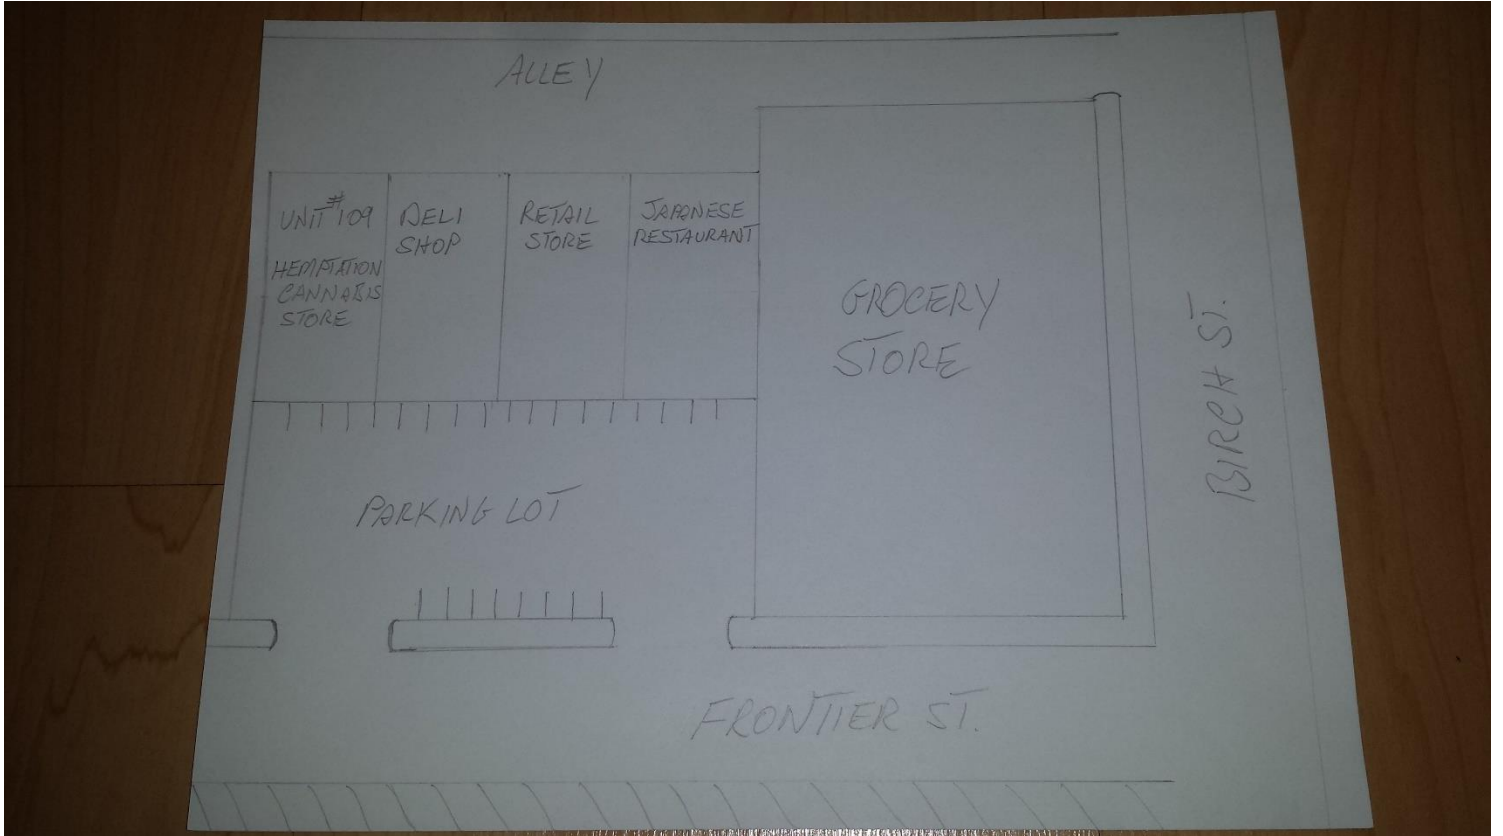 ALLEY
UNIT #109
HEMPTATION
CANNABIS
STORE
DELI
SHOP
RETAIL
STORE
JAPANESE
RESTAURANT
GROCERY
STORE
BIRCH ST.
PARKING LOT
FRONTIER ST.